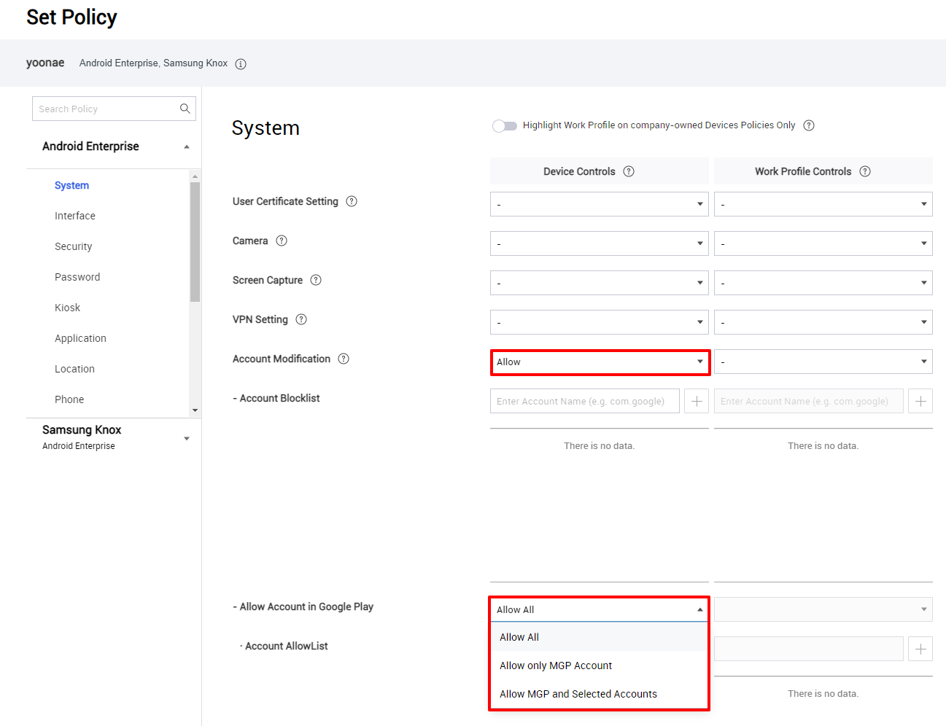 Set Policy
yoonae Android Enterprise, Samsung Knox
Search Policy
Android Enterprise
System
Interface
Security
Password
Kiosk
Application
Location
Phone
Samsung Knox
Android Enterprise
System
Highlight Work Profile on company-owned Devices Policies Only ?
Device Controls ? Work Profile Controls ?
User Certificate Setting ? - -
Camera ? - -
Screen Capture ? - -
VPN Setting ? - -
Account Modification ? Allow -
- Account Blocklist Enter Account Name (e.g. com.google) + Enter Account Name (e.g. com.google) +
There is no data. There is no data.
- Allow Account in Google Play Allow All
· Account AllowList +
Allow All
Allow only MGP Account
Allow MGP and Selected Accounts
There is no data.